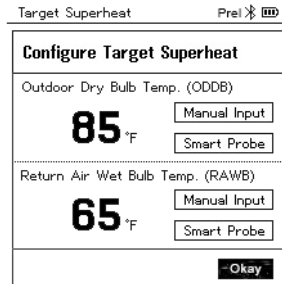 Target Superheat Prel
Configure Target Superheat
Outdoor Dry Bulb Temp. (ODDB)
85 °F
Manual Input
Smart Probe
Return Air Wet Bulb Temp. (RAWB)
65 °F
Manual Input
Smart Probe
Okay